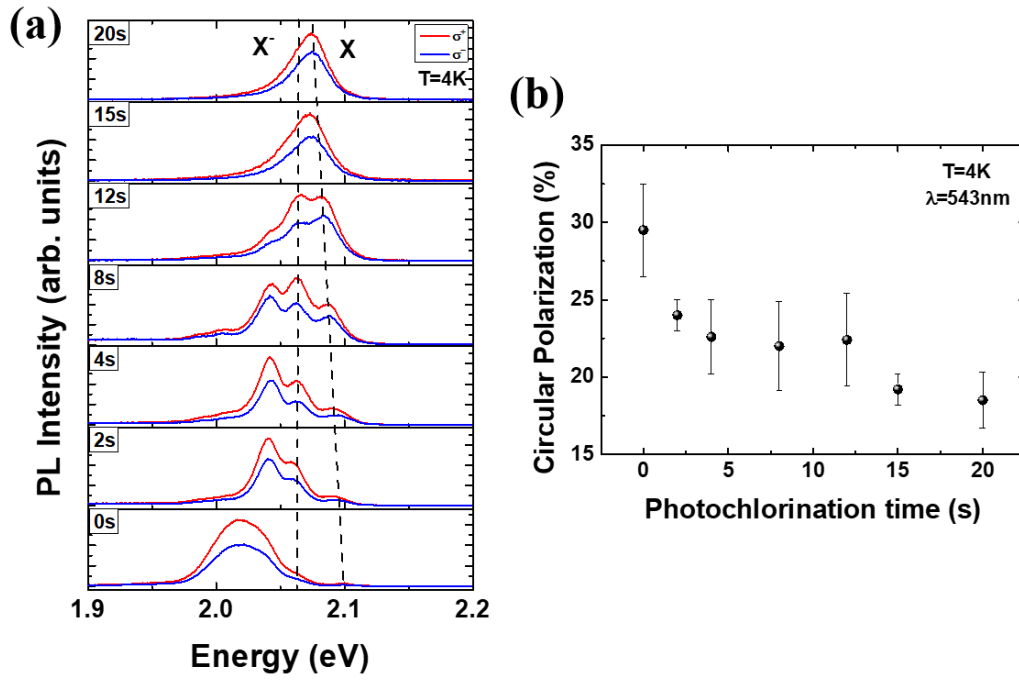 (a)
20s
X⁻
X
σ⁺
σ⁻
T=4K
15s
12s
8s
4s
2s
0s
PL Intensity (arb. units)
1.9 2.0 2.1 2.2
Energy (eV)
(b)
35
30
25
20
15
T=4K
λ=543nm
Circular Polarization (%)
0 5 10 15 20
Photochlorination time (s)